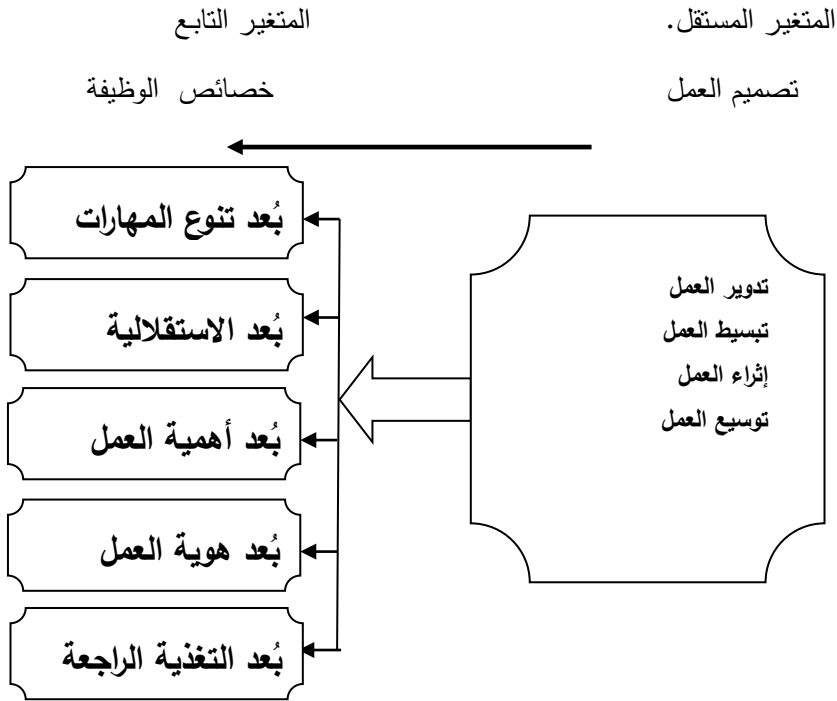 المتغير المستقل.
المتغير التابع
تصميم العمل
خصائص الوظيفة
تدوير العمل
تبسيط العمل
إثراء العمل
توسيع العمل
بُعد تنوع المهارات
بُعد الاستقلالية
بُعد أهمية العمل
بُعد هوية العمل
بُعد التغذية الراجعة